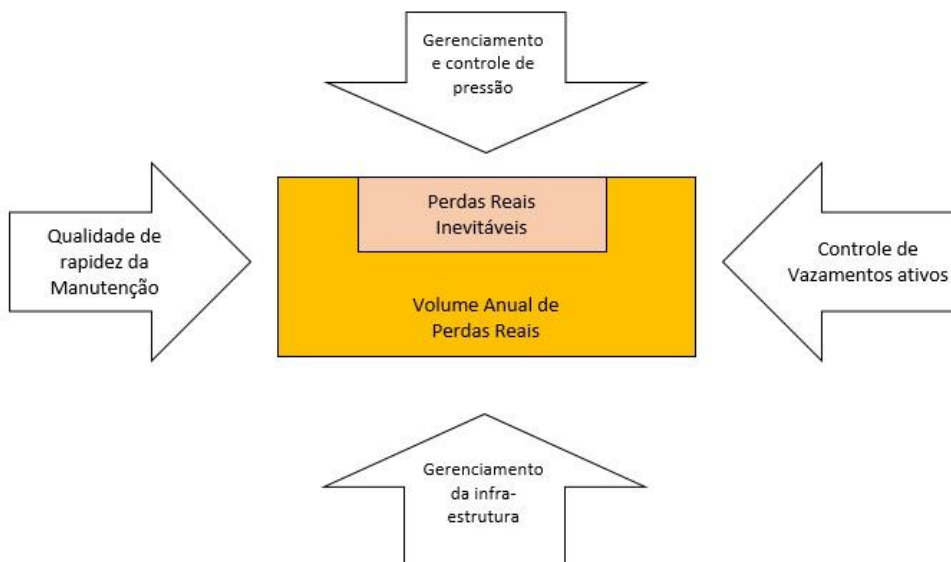 Gerenciamento
e controle de
pressão
Perdas Reais
Inevitáveis
Qualidade de
rapidez da
Manutenção
Controle de
Vazamentos ativos
Volume Anual de
Perdas Reais
Gerenciamento
da infra-
estrutura